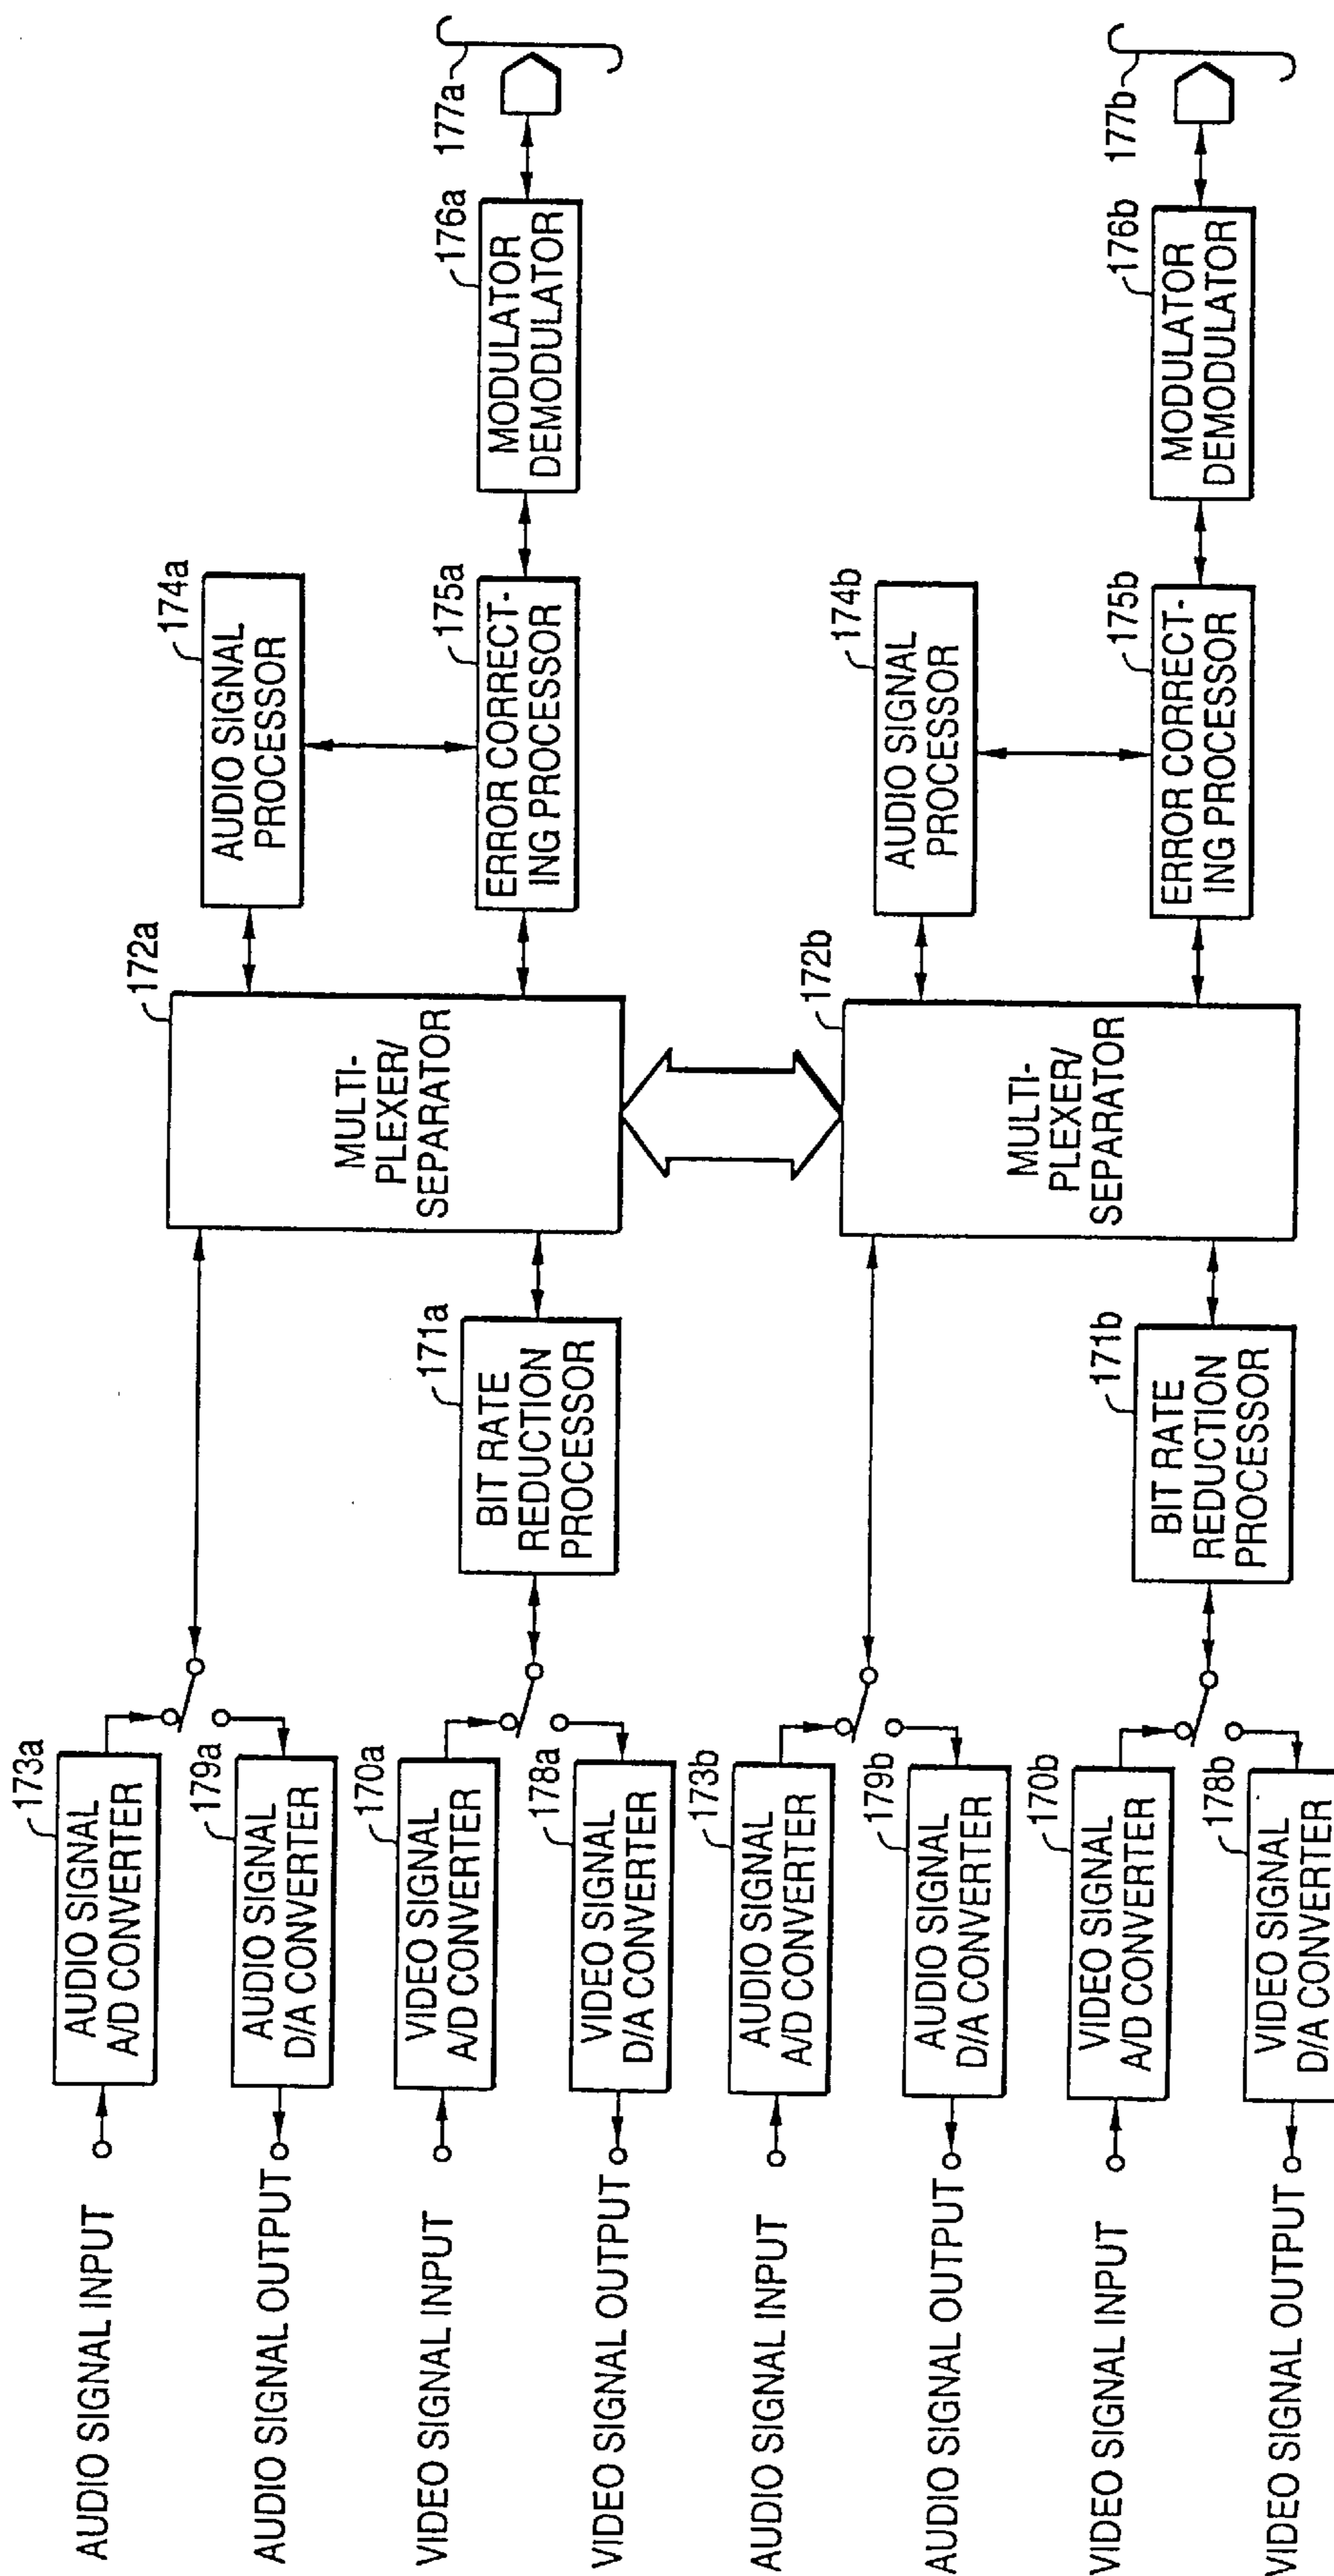 AUDIO SIGNAL INPUT
173a
AUDIO SIGNAL
A/D CONVERTER
AUDIO SIGNAL OUTPUT
179a
AUDIO SIGNAL
D/A CONVERTER
VIDEO SIGNAL INPUT
170a
VIDEO SIGNAL
A/D CONVERTER
VIDEO SIGNAL OUTPUT
178a
VIDEO SIGNAL
D/A CONVERTER
171a
BIT RATE
REDUCTION
PROCESSOR
172a
MULTI-
PLEXER/
SEPARATOR
174a
AUDIO SIGNAL
PROCESSOR
175a
ERROR CORRECT-
ING PROCESSOR
176a
MODULATOR
DEMODULATOR
177a
AUDIO SIGNAL INPUT
173b
AUDIO SIGNAL
A/D CONVERTER
AUDIO SIGNAL OUTPUT
179b
AUDIO SIGNAL
D/A CONVERTER
VIDEO SIGNAL INPUT
170b
VIDEO SIGNAL
A/D CONVERTER
VIDEO SIGNAL OUTPUT
178b
VIDEO SIGNAL
D/A CONVERTER
171b
BIT RATE
REDUCTION
PROCESSOR
172b
MULTI-
PLEXER/
SEPARATOR
174b
AUDIO SIGNAL
PROCESSOR
175b
ERROR CORRECT-
ING PROCESSOR
176b
MODULATOR
DEMODULATOR
177b